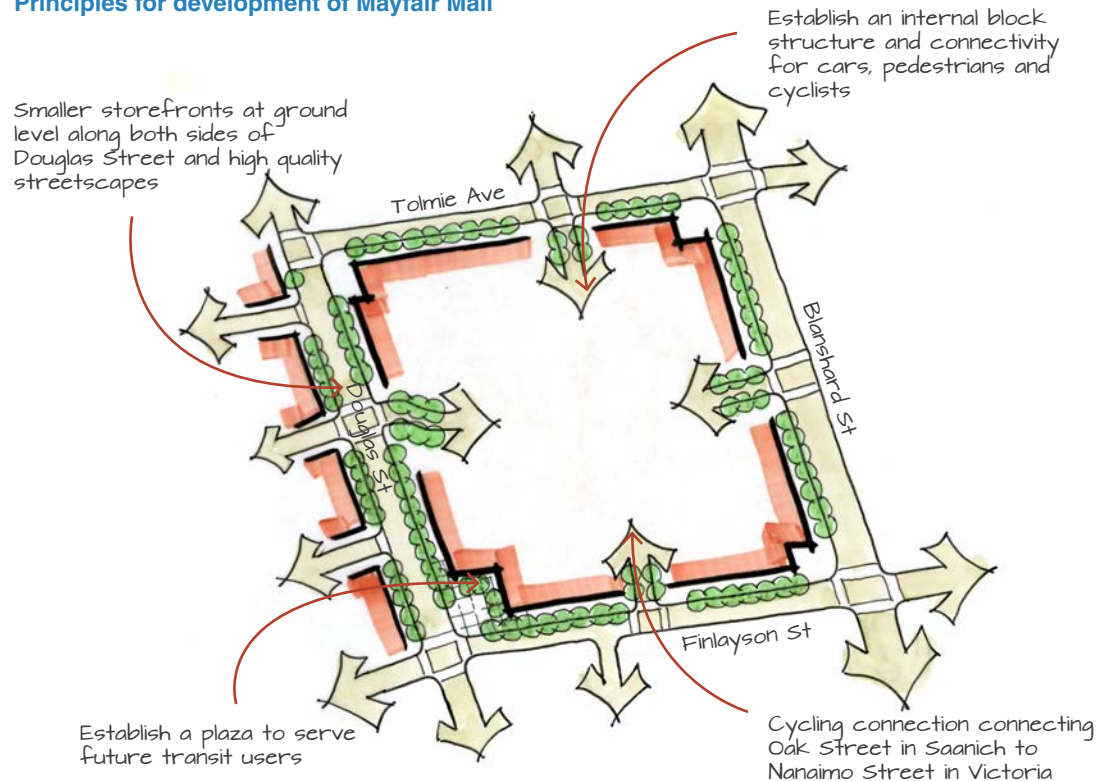 Principles for development of Mayfair Mall
Establish an internal block
structure and connectivity
for cars, pedestrians and
cyclists
Smaller storefronts at ground
level along both sides of
Douglas Street and high quality
streetscapes
Tolmie Ave
Blanshard St
Douglas St
Finlayson St
Establish a plaza to serve
future transit users
Cycling connection connecting
Oak Street in Saanich to
Nanaimo Street in Victoria